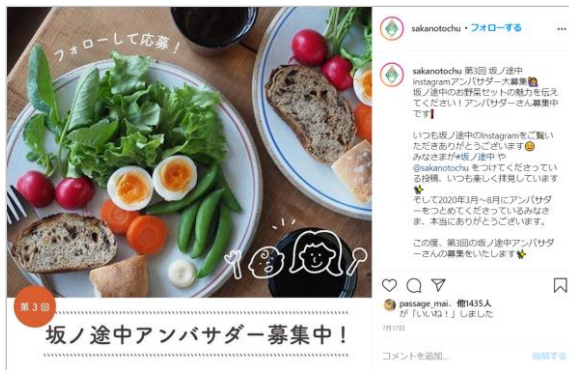 フォローして応募！
第3回
坂ノ途中アンバサダー募集中！
sakanotochu • フォローする
sakanotochu 第3回 坂ノ途中
instagramアンバサダー大募集🙋
坂ノ途中のお野菜セットの魅力を伝え
てください！アンバサダーさん募集中
です❗
いつも坂ノ途中のInstagramをご覧い
ただきありがとうございます😊
みなさまが#坂ノ途中 や
@sakanotochu をつけてくださってい
る投稿、いつも楽しく拝見しています
✨
そして2020年3月〜8月にアンバサダ
ーをつとめてくださっているみなさ
ま、本当にありがとうございます。
この度、第3回の坂ノ途中アンバサダ
ーさんの募集をいたします✨
passage_mai、他1435人
が「いいね！」しました
7月17日
コメントを追加...
投稿する